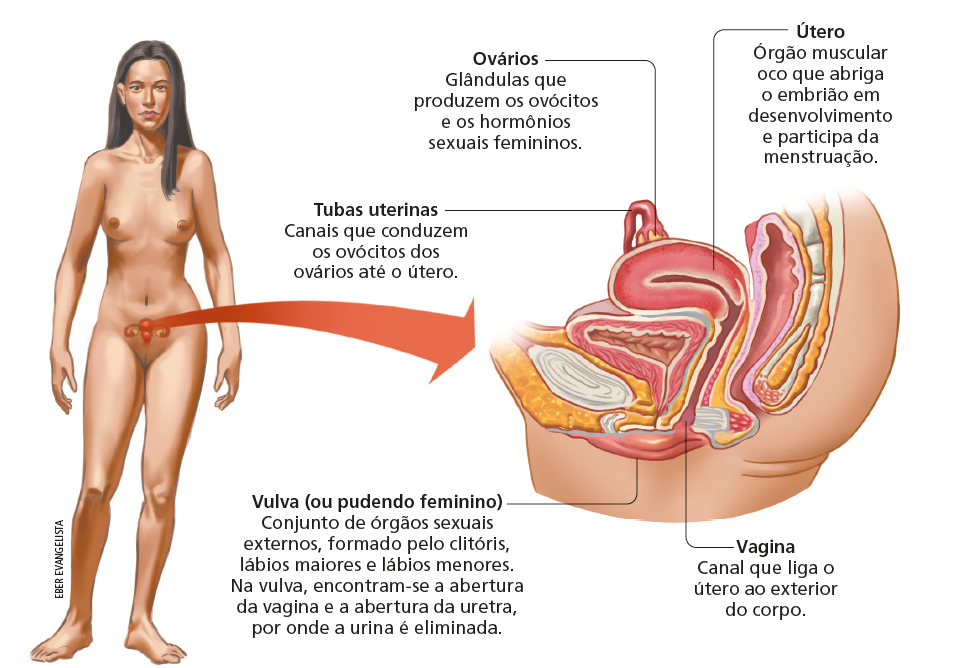 Ovários
Glândulas que
produzem os ovócitos
e os hormônios
sexuais femininos.
Útero
Órgão muscular
oco que abriga
o embrião em
desenvolvimento
e participa da
menstruação.
Tubas uterinas
Canais que conduzem
os ovócitos dos
ovários até o útero.
Vulva (ou pudendo feminino)
Conjunto de órgãos sexuais
externos, formado pelo clitóris,
lábios maiores e lábios menores.
Na vulva, encontram-se a abertura
da vagina e a abertura da uretra,
por onde a urina é eliminada.
Vagina
Canal que liga o
útero ao exterior
do corpo.
EBER EVANGELISTA